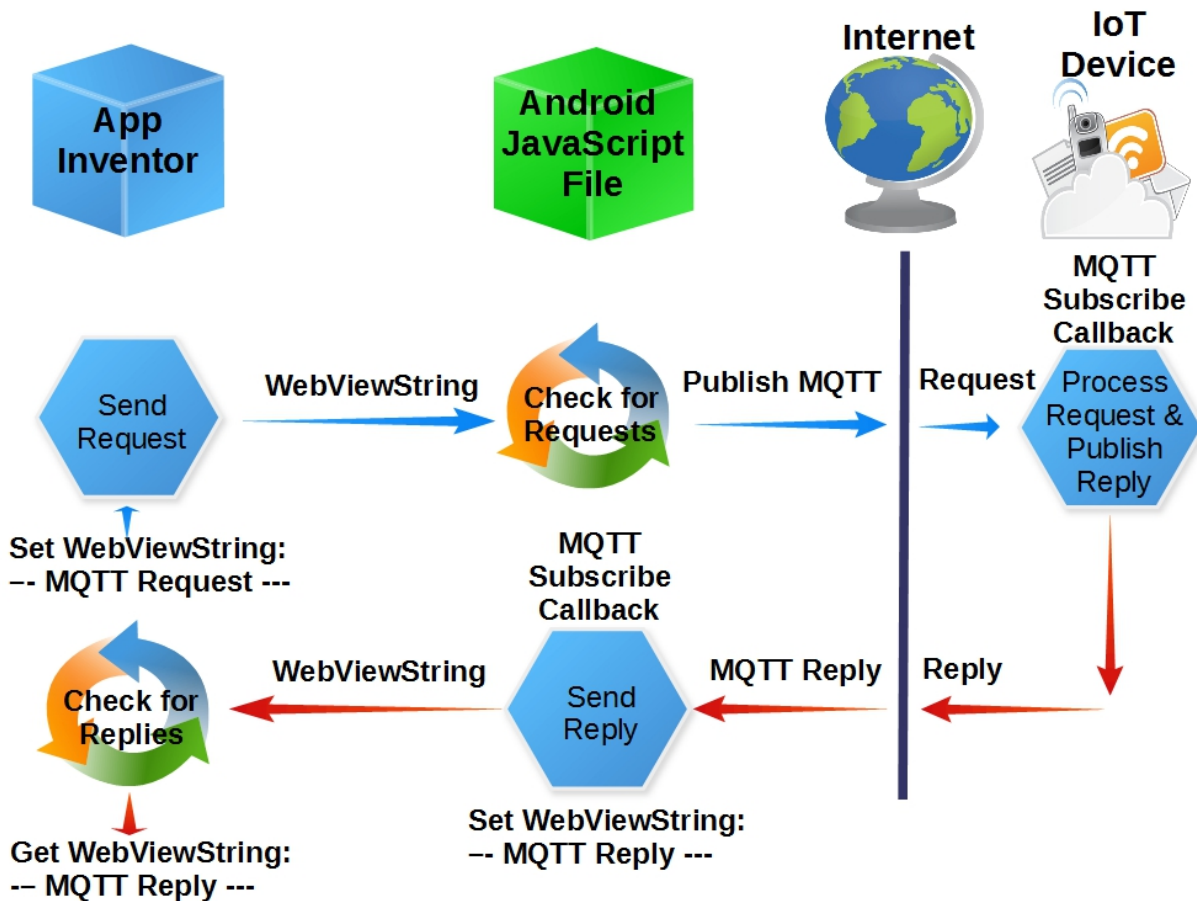 App
Inventor
Android
JavaScript
File
Internet
IoT
Device
MQTT
Subscribe
Callback
Send
Request
WebViewString
Check for
Requests
Publish MQTT
Request
Process
Request &
Publish
Reply
Set WebViewString:
–- MQTT Request ---
MQTT
Subscribe
Callback
Check for
Replies
WebViewString
Send
Reply
MQTT Reply
Reply
Set WebViewString:
–- MQTT Reply ---
Get WebViewString:
-– MQTT Reply ---